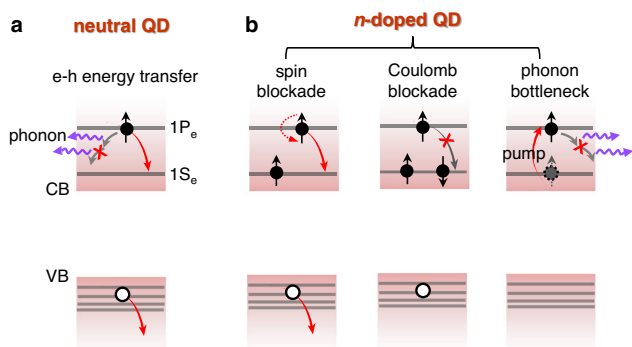 a
neutral QD
b
n-doped QD
e-h energy transfer
spin
blockade
Coulomb
blockade
phonon
bottleneck
phonon
1Pe
1Se
CB
pump
VB